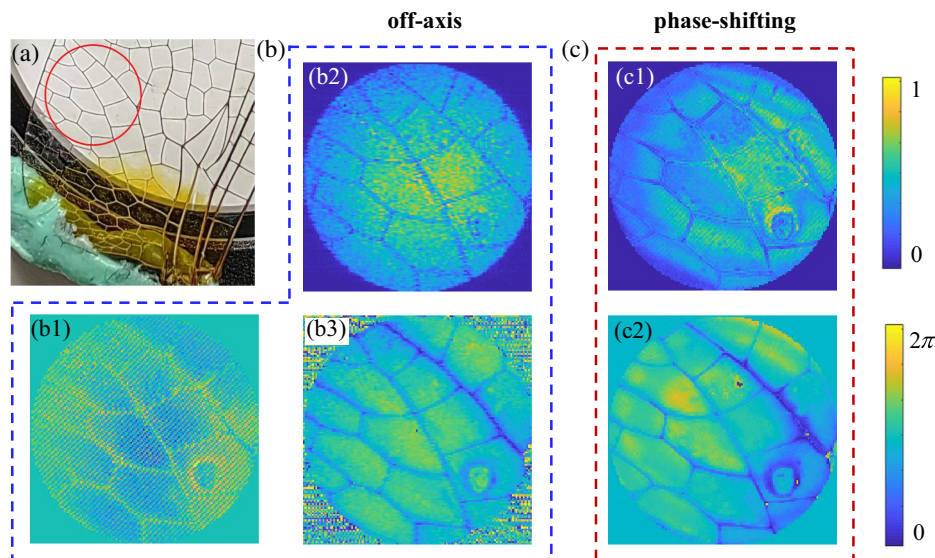 off-axis
phase-shifting
(a)
(b)
(b2)
(c)
(c1)
1
0
(b1)
(b3)
(c2)
2π
0